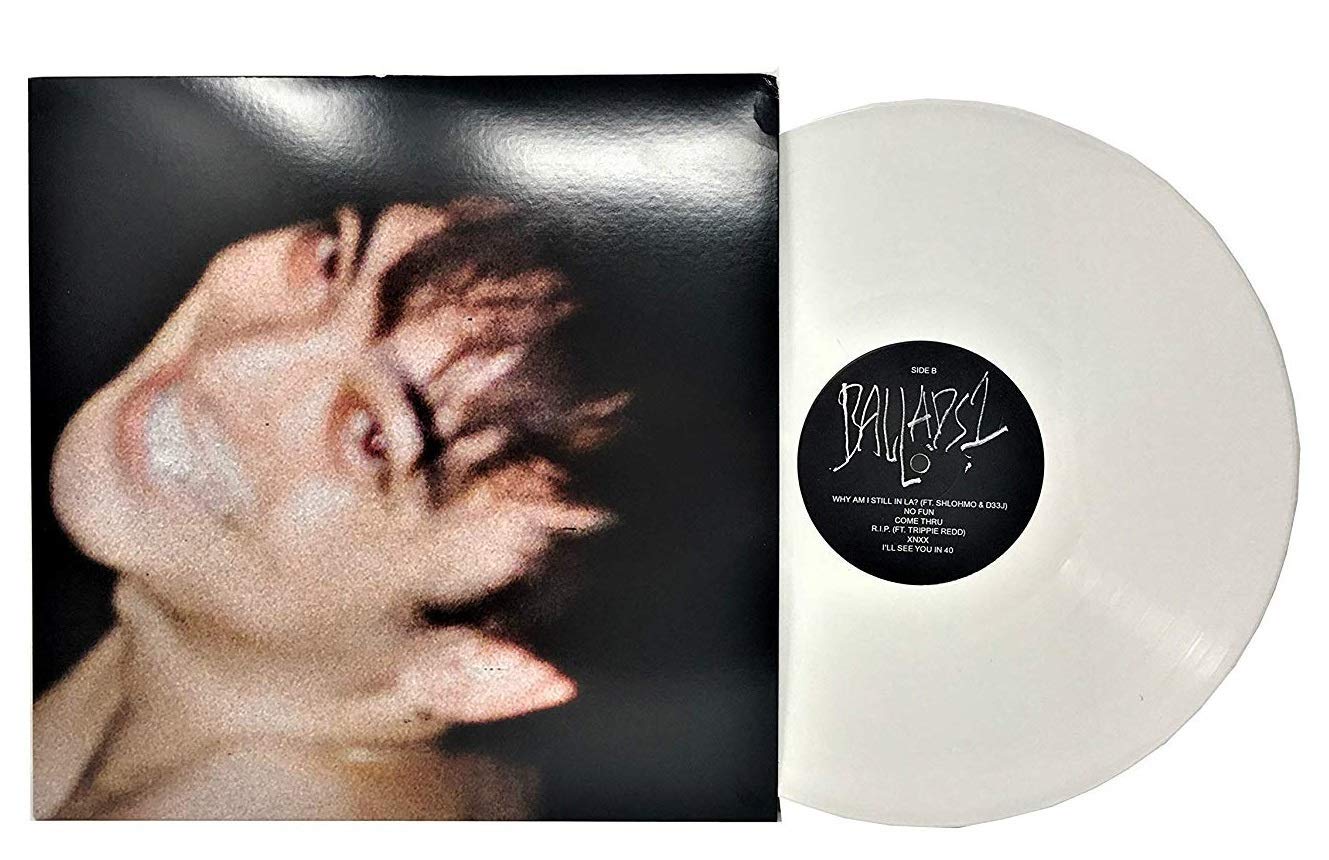 SIDE B
BALLADS1
WHY AM I STILL IN LA? (FT. SHLOHMO & D33J)
NO FUN
COME THRU
R.I.P. (FT. TRIPPIE REDD)
XNXX
I'LL SEE YOU IN 40